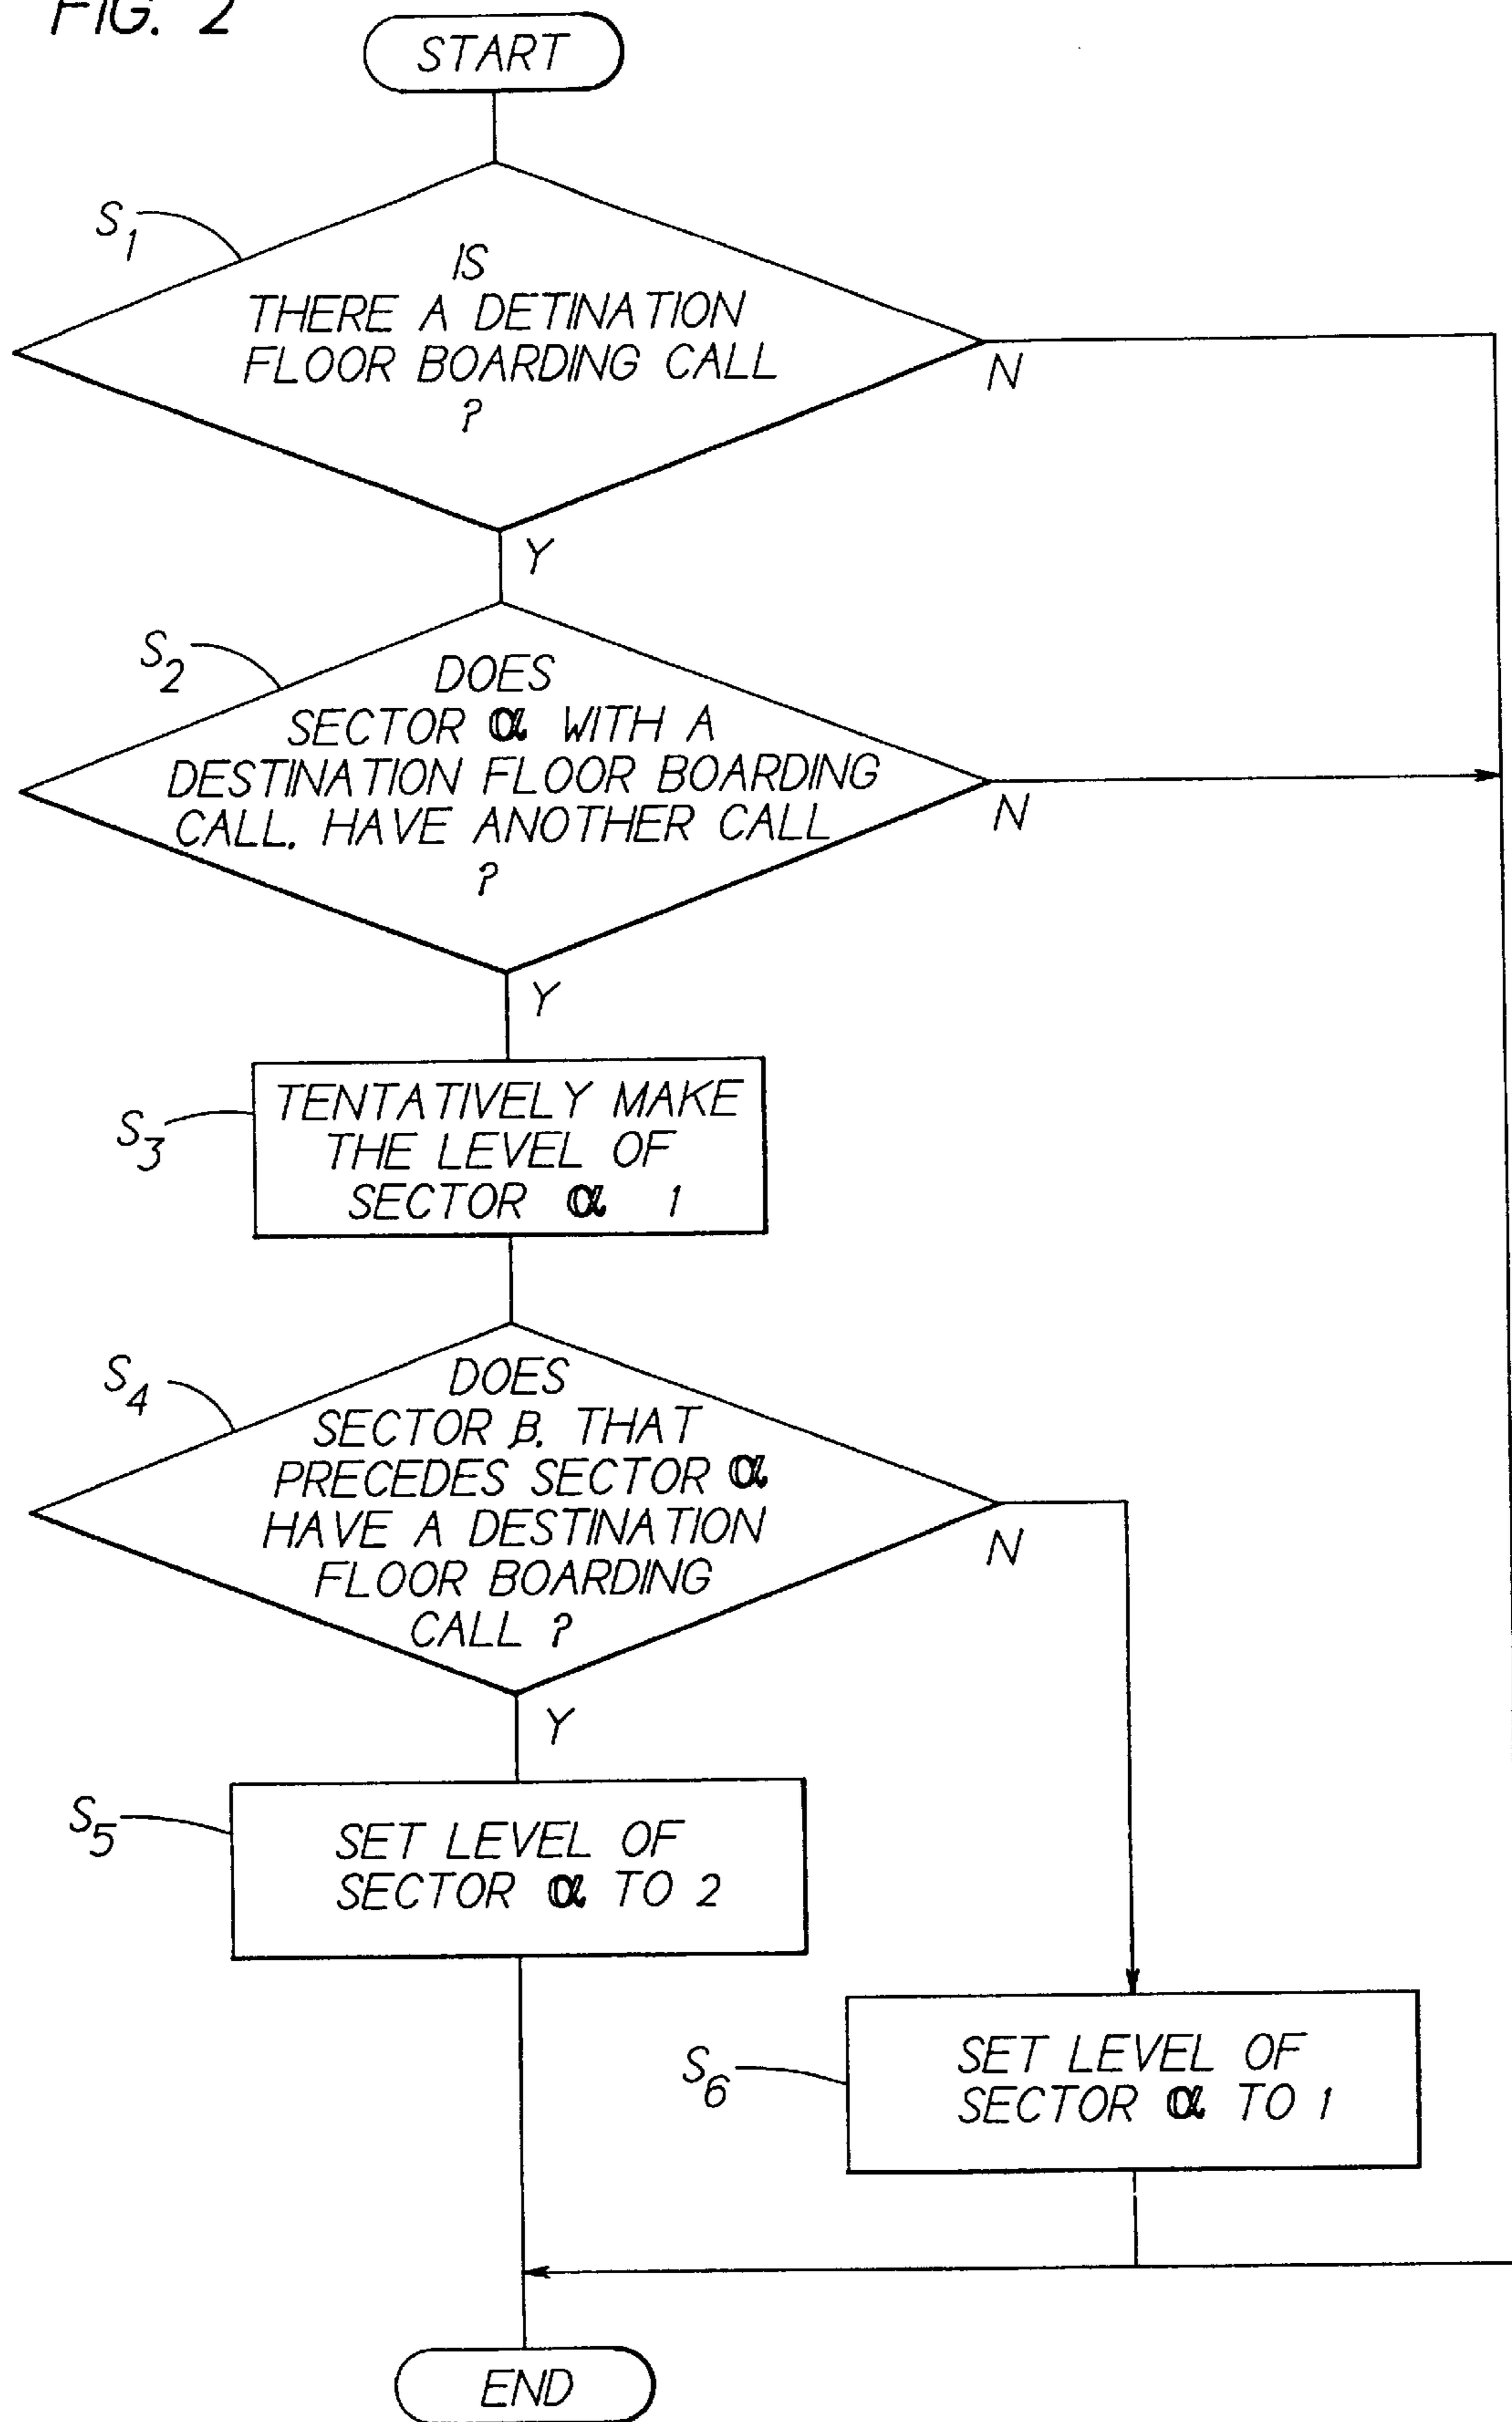 FIG. 2
START
S1
IS
THERE A DETINATION
FLOOR BOARDING CALL
?
N
Y
S2
DOES
SECTOR α WITH A
DESTINATION FLOOR BOARDING
CALL. HAVE ANOTHER CALL
?
N
Y
S3
TENTATIVELY MAKE
THE LEVEL OF
SECTOR α 1
S4
DOES
SECTOR β. THAT
PRECEDES SECTOR α
HAVE A DESTINATION
FLOOR BOARDING
CALL ?
N
Y
S5
SET LEVEL OF
SECTOR α TO 2
S6
SET LEVEL OF
SECTOR α TO 1
END